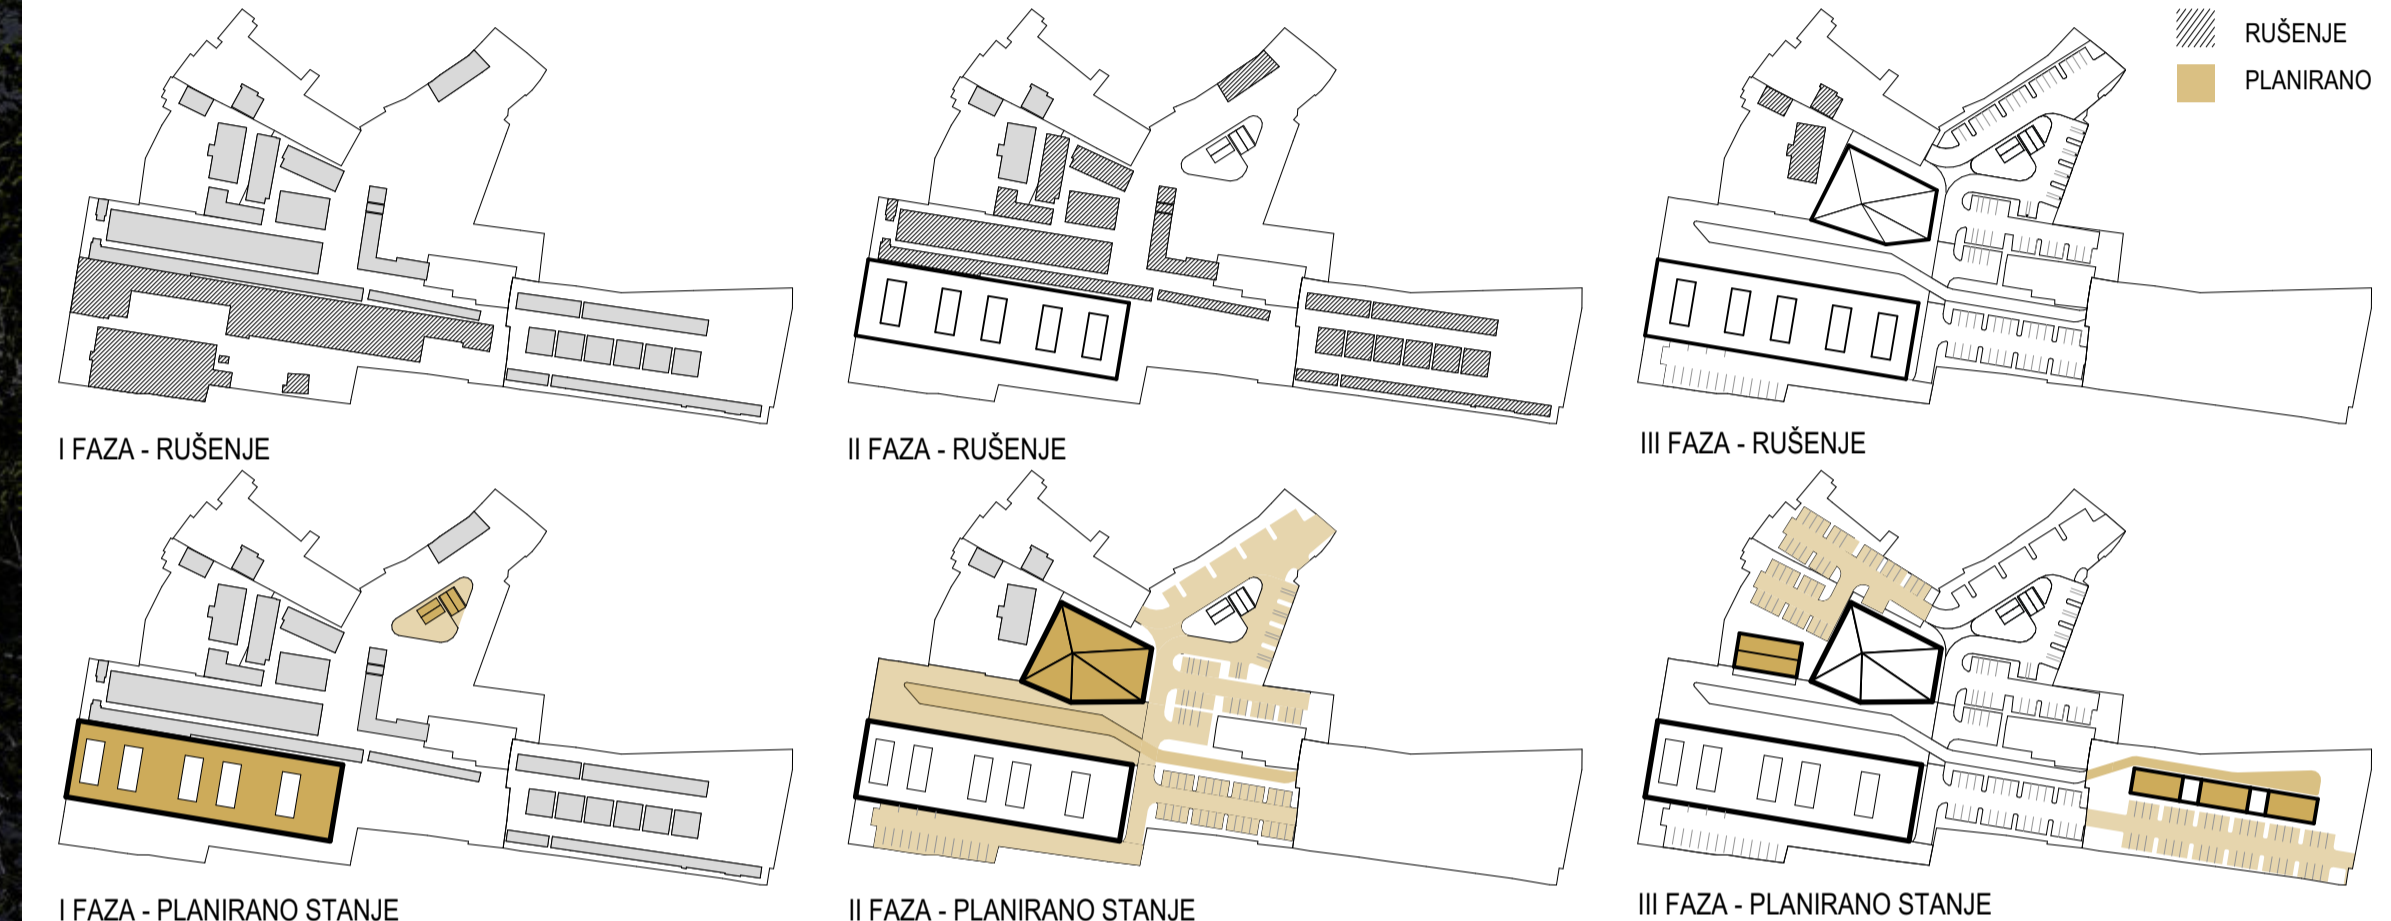 RUŠENJE
PLANIRANO
I FAZA - RUŠENJE
II FAZA - RUŠENJE
III FAZA - RUŠENJE
I FAZA - PLANIRANO STANJE
II FAZA - PLANIRANO STANJE
III FAZA - PLANIRANO STANJE